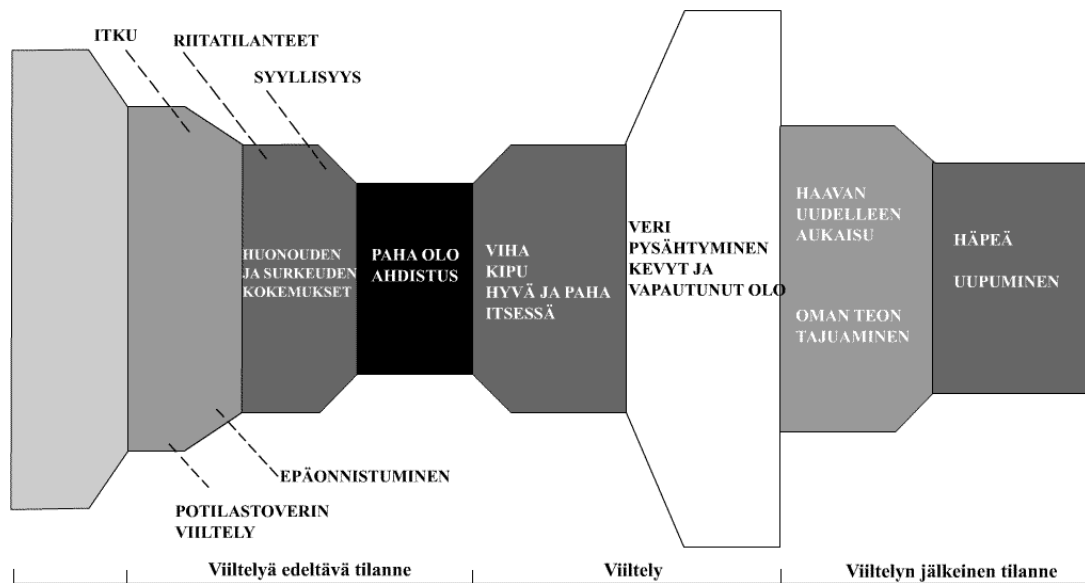 ITKU
RIITATILANTEET
SYYLLISYYS
HUONOUDEN
JA SURKEUDEN
KOKEMUKSET
PAHA OLO
AHDISTUS
VIHA
KIPU
HYVÄ JA PAHA
ITSESSÄ
VERI
PYSÄHTYMINEN
KEVYT JA
VAPAUTUNUT OLO
HAAVAN
UUDELLEEN
AUKAISU
OMAN TEON
TAJUAMINEN
HÄPEÄ
UUPUMINEN
EPÄONNISTUMINEN
POTILASTOVERIN
VIILTELY
Viiltelyä edeltävä tilanne
Viiltely
Viiltelyn jälkeinen tilanne